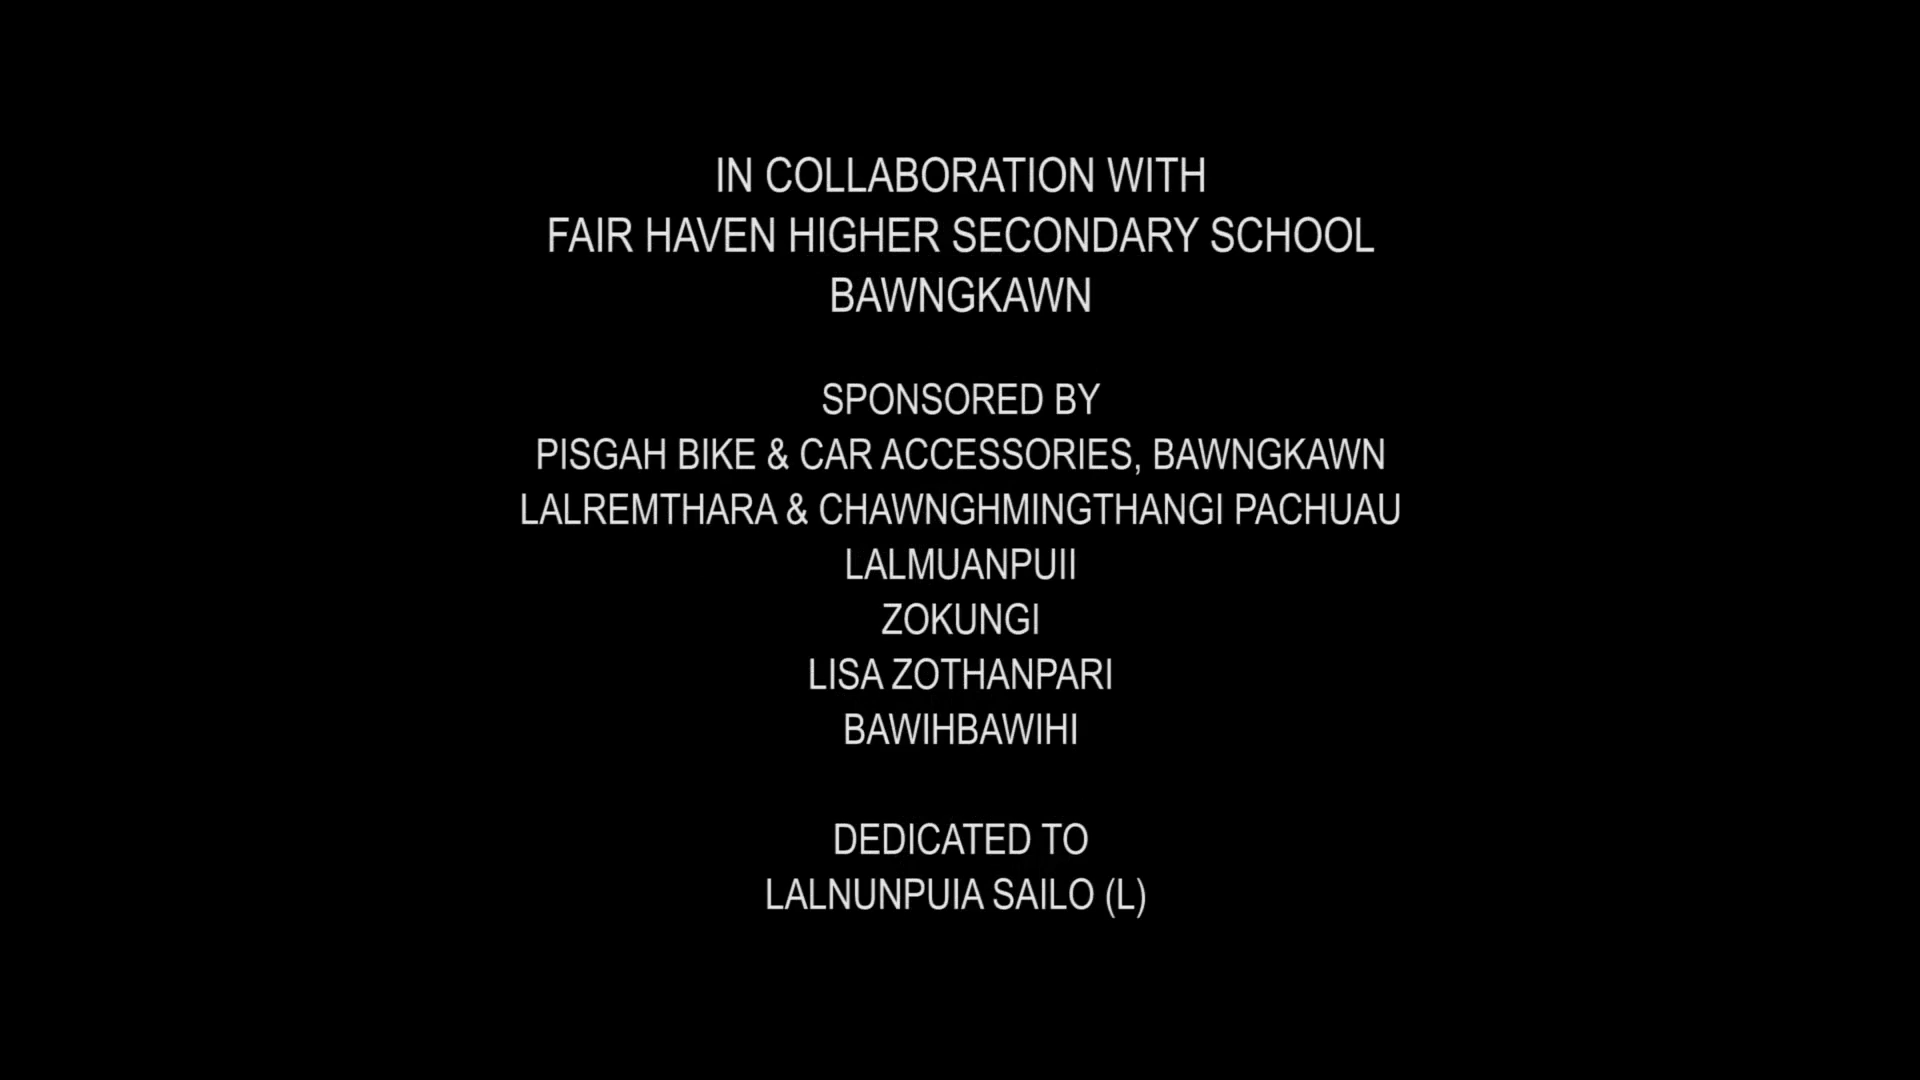 IN COLLABORATION WITH
FAIR HAVEN HIGHER SECONDARY SCHOOL
BAWNGKAWN
SPONSORED BY
PISGAH BIKE & CAR ACCESSORIES, BAWNGKAWN
LALREMTHARA & CHAWNGHMINGTHANGI PACHUAU
LALMUANPUII
ZOKUNGI
LISA ZOTHANPARI
BAWIHBAWIHI
DEDICATED TO
LALNUNPUIA SAILO (L)